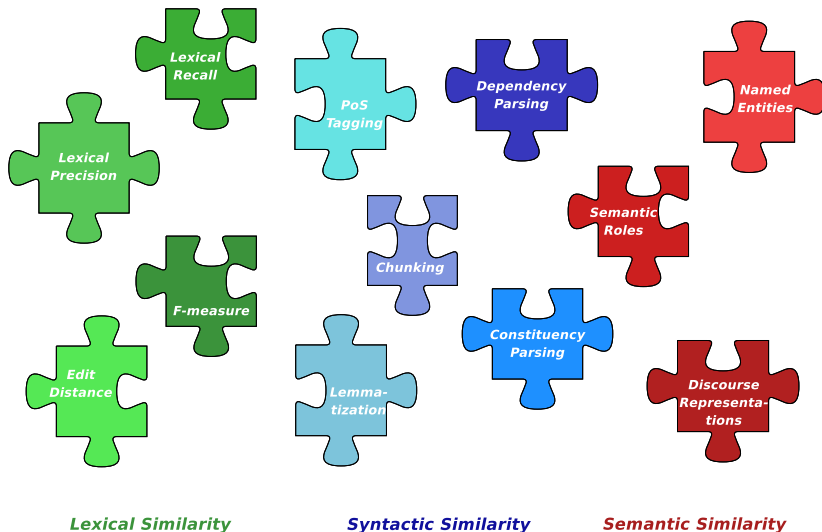 Lexical
Recall
Lexical
Precision
F-measure
Edit
Distance
PoS
Tagging
Dependency
Parsing
Chunking
Constituency
Parsing
Lemma-
tization
Named
Entities
Semantic
Roles
Discourse
Representa-
tions
Lexical Similarity
Syntactic Similarity
Semantic Similarity